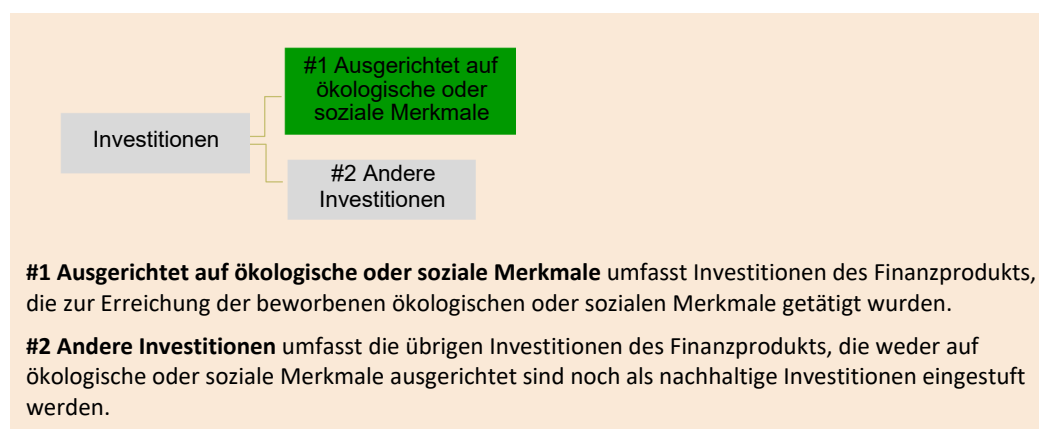 #1 Ausgerichtet auf
ökologische oder
soziale Merkmale
Investitionen
#2 Andere
Investitionen
#1 Ausgerichtet auf ökologische oder soziale Merkmale umfasst Investitionen des Finanzprodukts,
die zur Erreichung der beworbenen ökologischen oder sozialen Merkmale getätigt wurden.
#2 Andere Investitionen umfasst die übrigen Investitionen des Finanzprodukts, die weder auf
ökologische oder soziale Merkmale ausgerichtet sind noch als nachhaltige Investitionen eingestuft
werden.